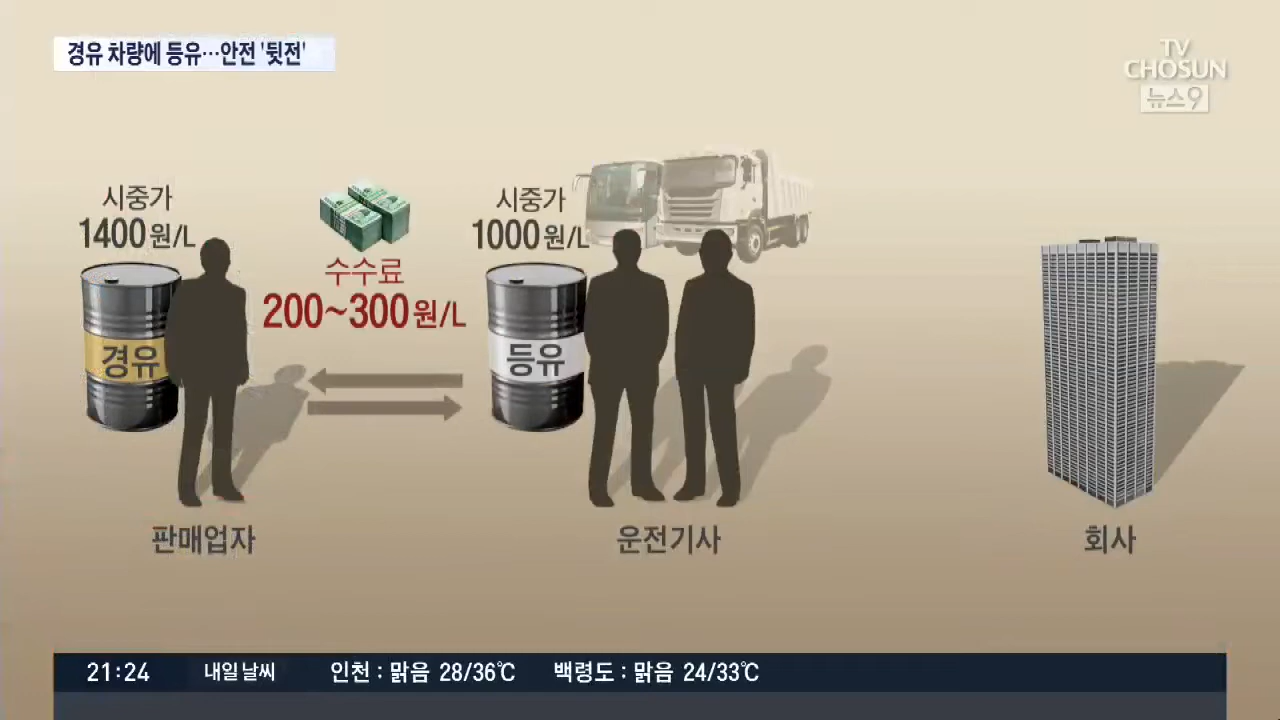 경유 차량에 등유…안전 '뒷전'
TV
CHOSUN
뉴스9
시중가
1400원/L
경유
수수료
200~300원/L
시중가
1000원/L
등유
판매업자
운전기사
회사
21:24 내일 날씨 인천 : 맑음 28/36℃ 백령도 : 맑음 24/33℃